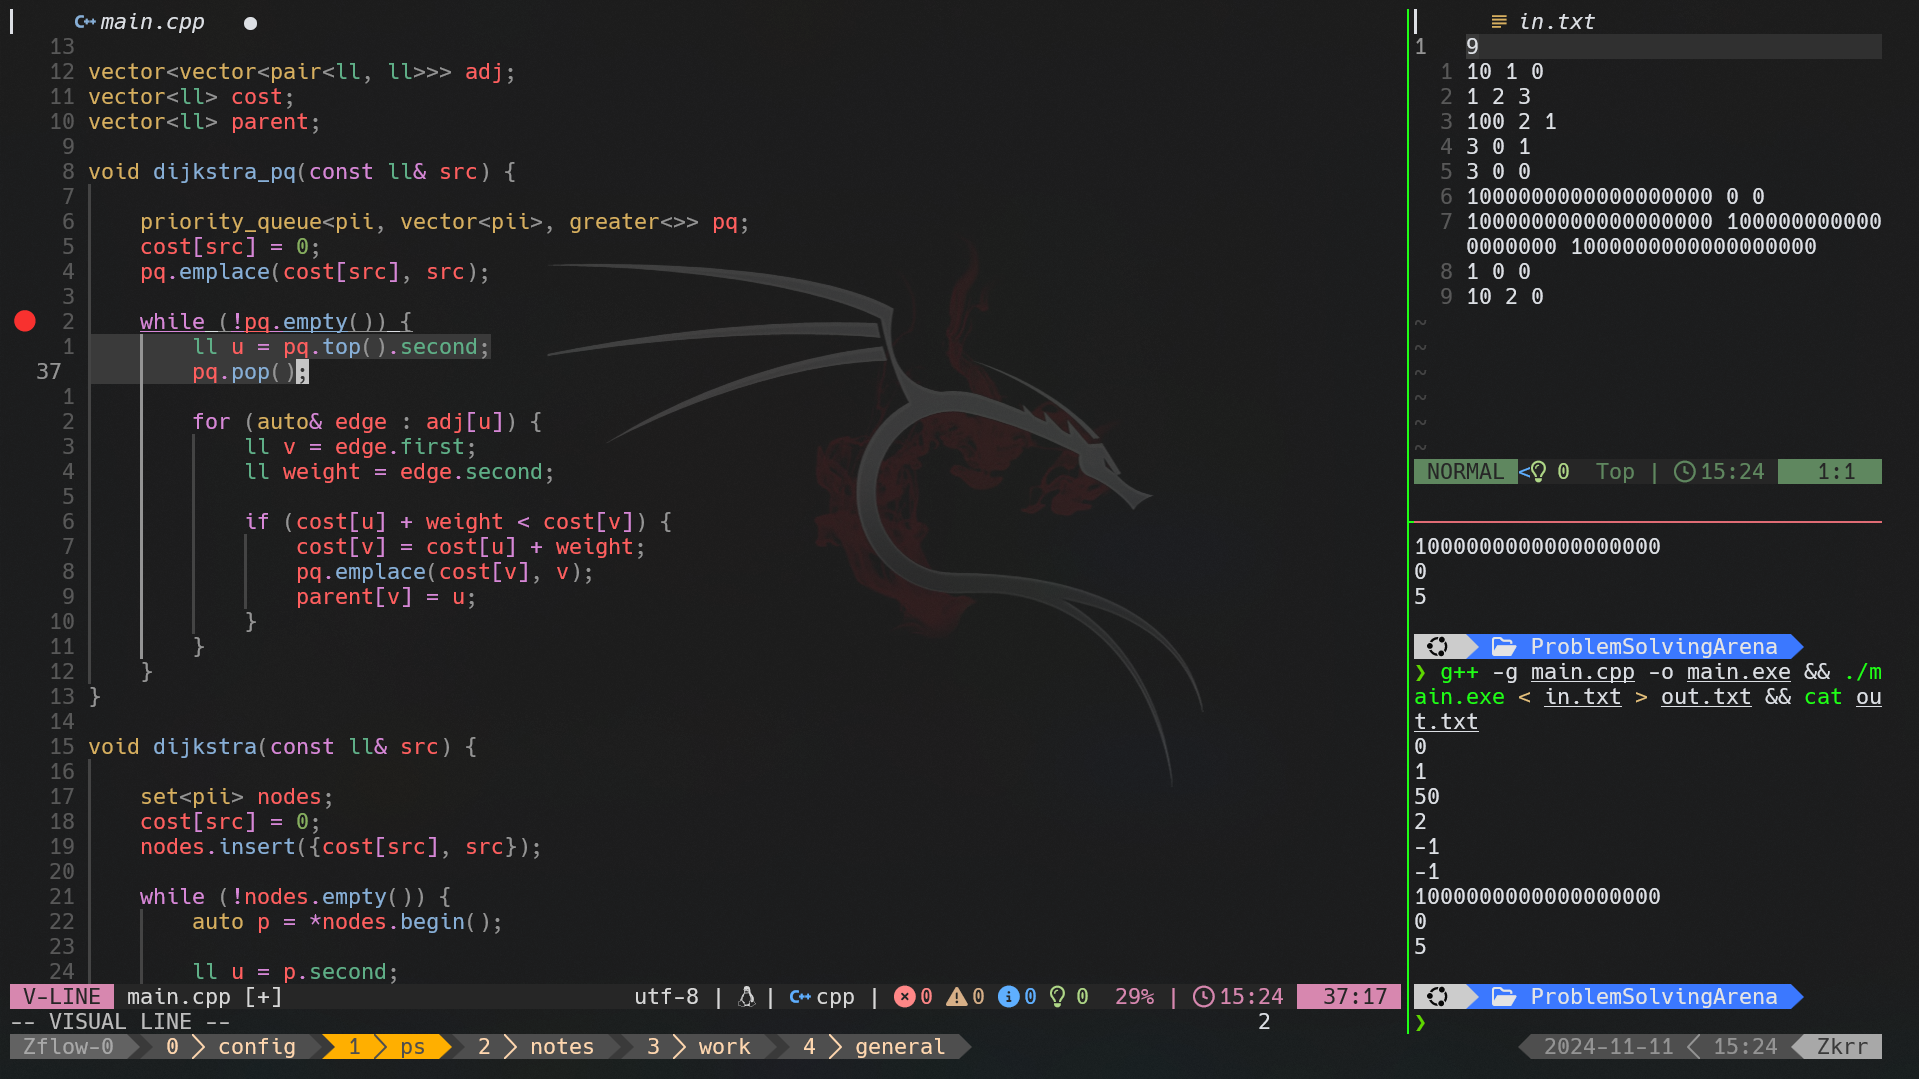 main.cpp ●
13
12 vector<vector<pair<ll, ll>>> adj;
11 vector<ll> cost;
10 vector<ll> parent;
9
8 void dijkstra_pq(const ll& src) {
7
6     priority_queue<pii, vector<pii>, greater<>> pq;
5     cost[src] = 0;
4     pq.emplace(cost[src], src);
3
2     while (!pq.empty()) {
1         ll u = pq.top().second;
37         pq.pop();
1
2         for (auto& edge : adj[u]) {
3             ll v = edge.first;
4             ll weight = edge.second;
5
6             if (cost[u] + weight < cost[v]) {
7                 cost[v] = cost[u] + weight;
8                 pq.emplace(cost[v], v);
9                 parent[v] = u;
10             }
11         }
12     }
13 }
14
15 void dijkstra(const ll& src) {
16
17     set<pii> nodes;
18     cost[src] = 0;
19     nodes.insert({cost[src], src});
20
21     while (!nodes.empty()) {
22         auto p = *nodes.begin();
23
24         ll u = p.second;
V-LINE main.cpp [+] utf-8 | | C++ cpp | 0 0 0 0 29% | 15:24 37:17
-- VISUAL LINE -- 2
in.txt
1 9
1 10 1 0
2 1 2 3
3 100 2 1
4 3 0 1
5 3 0 0
6 1000000000000000000 0 0
7 1000000000000000000 100000000000
0000000 1000000000000000000
8 1 0 0
9 10 2 0
~
~
~
~
~
~
NORMAL < 0 Top | 15:24 1:1
1000000000000000000
0
5
ProblemSolvingArena
❯ g++ -g main.cpp -o main.exe && ./m
ain.exe < in.txt > out.txt && cat ou
t.txt
0
1
50
2
-1
-1
1000000000000000000
0
5
ProblemSolvingArena
❯
Zflow-0 0 config 1 ps 2 notes 3 work 4 general 2024-11-11 15:24 Zkrr